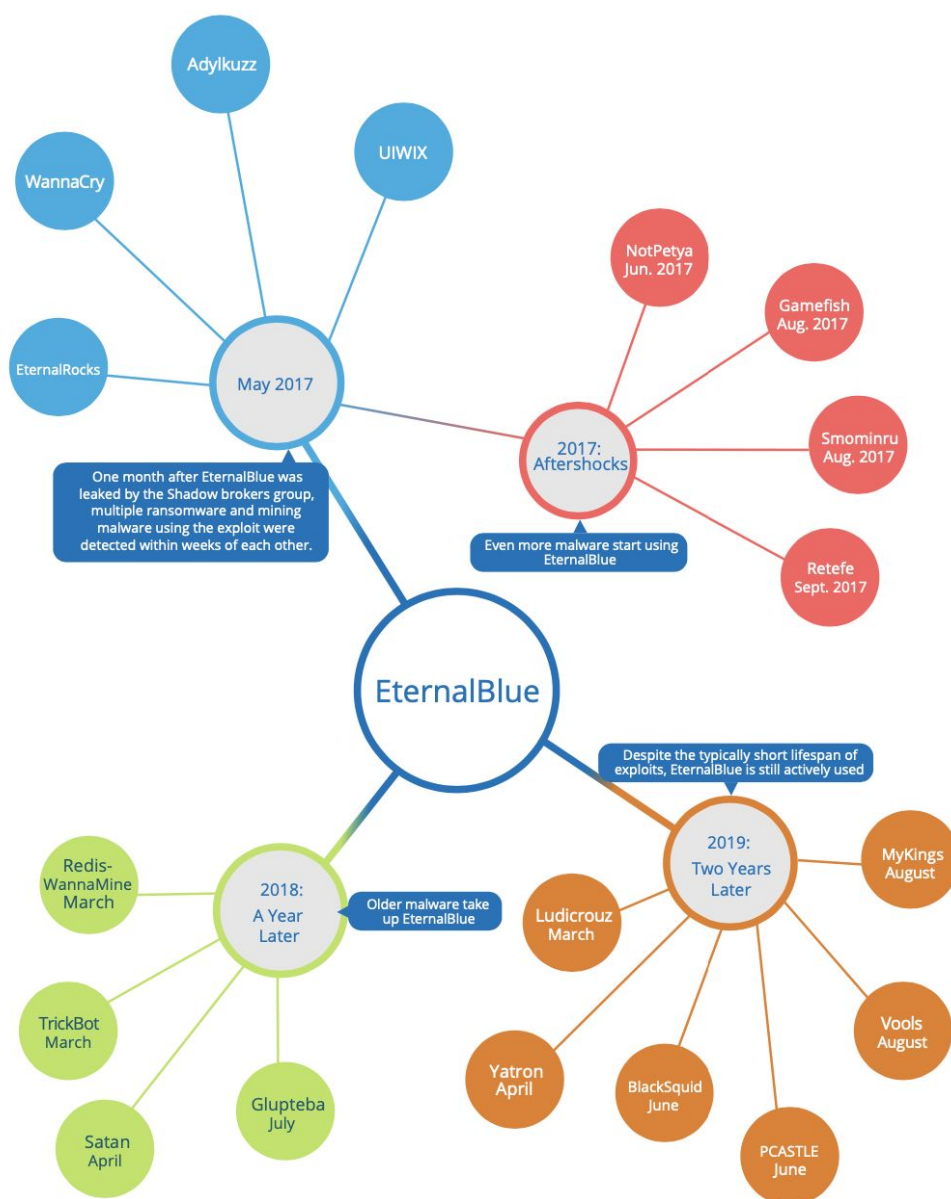 Adylkuzz
UIWIX
WannaCry
EternalRocks
May 2017
One month after EternalBlue was
leaked by the Shadow brokers group,
multiple ransomware and mining
malware using the exploit were
detected within weeks of each other.
NotPetya
Jun. 2017
Gamefish
Aug. 2017
Smominru
Aug. 2017
Retefe
Sept. 2017
2017:
Aftershocks
Even more malware start using
EternalBlue
EternalBlue
Despite the typically short lifespan of
exploits, EternalBlue is still actively used
2019:
Two Years
Later
MyKings
August
Ludicrouz
March
Vools
August
Yatron
April
BlackSquid
June
PCASTLE
June
2018:
A Year
Later
Older malware take
up EternalBlue
Redis-
WannaMine
March
TrickBot
March
Satan
April
Glupteba
July